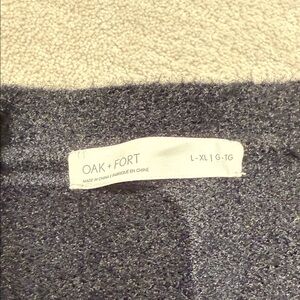 OAK + FORT
L - XL | G - TG
MADE IN CHINA / FABRIQUÉ EN CHINE